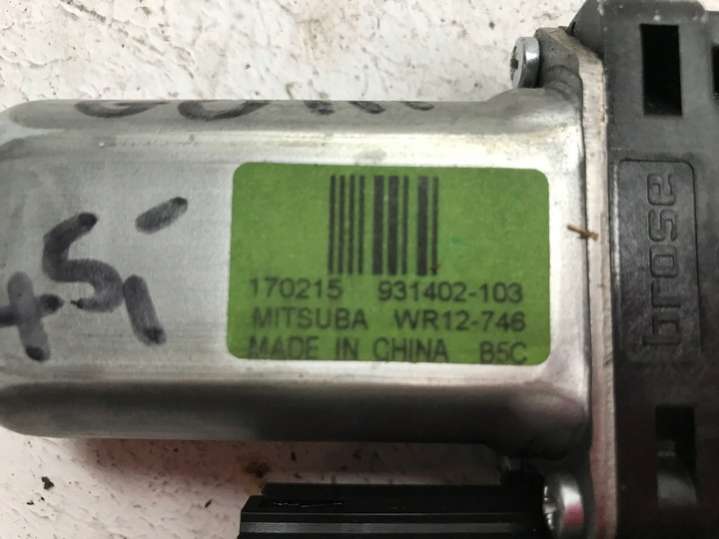 170215 931402-103
MITSUBA WR12-746
MADE IN CHINA B5C
brose